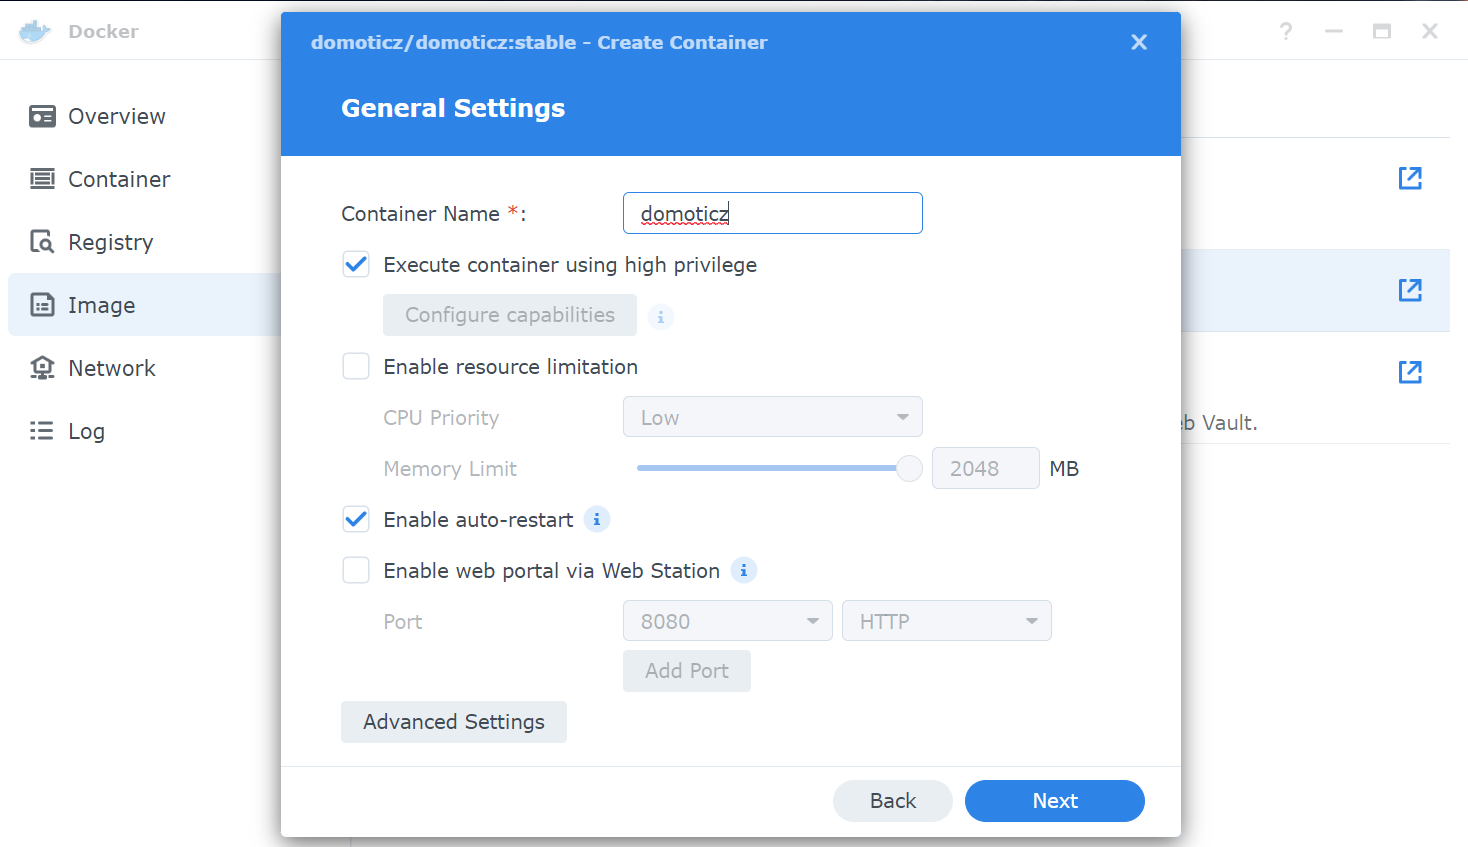 Docker
?
Overview
Container
Registry
Image
Network
Log
domoticz/domoticz:stable - Create Container
General Settings
Container Name *:
domoticz
Execute container using high privilege
Configure capabilities i
Enable resource limitation
CPU Priority
Low
Memory Limit
2048
MB
Enable auto-restart i
Enable web portal via Web Station i
Port
8080
HTTP
Add Port
Advanced Settings
Back
Next
eb Vault.